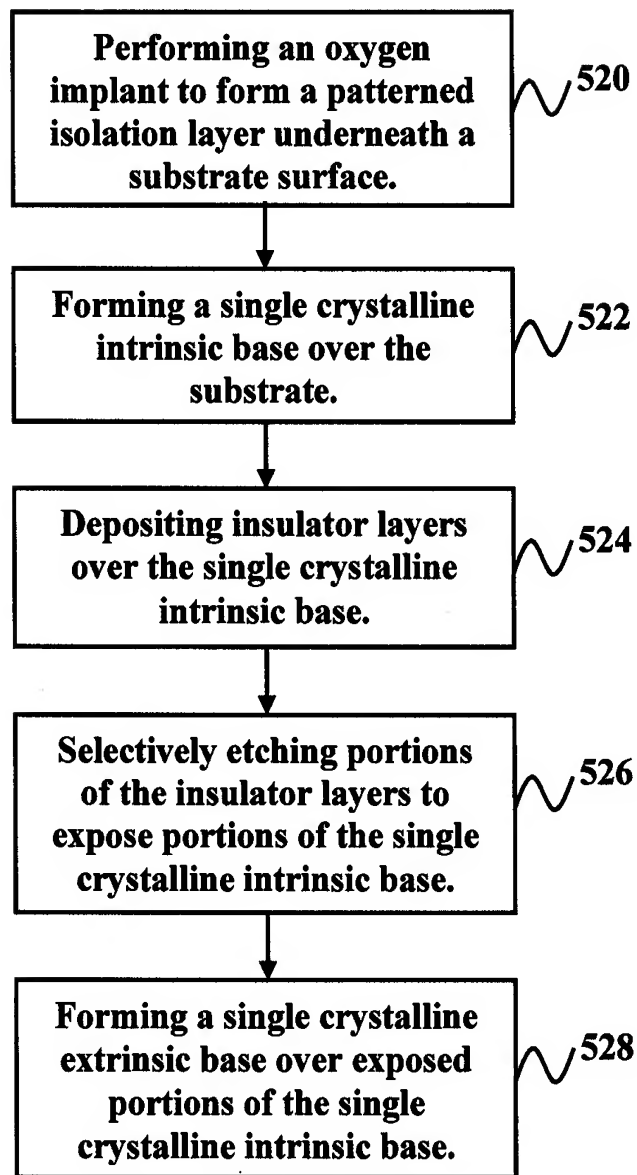 Performing an oxygen
implant to form a patterned
isolation layer underneath a
substrate surface.
520
Forming a single crystalline
intrinsic base over the
substrate.
522
Depositing insulator layers
over the single crystalline
intrinsic base.
524
Selectively etching portions
of the insulator layers to
expose portions of the single
crystalline intrinsic base.
526
Forming a single crystalline
extrinsic base over exposed
portions of the single
crystalline intrinsic base.
528